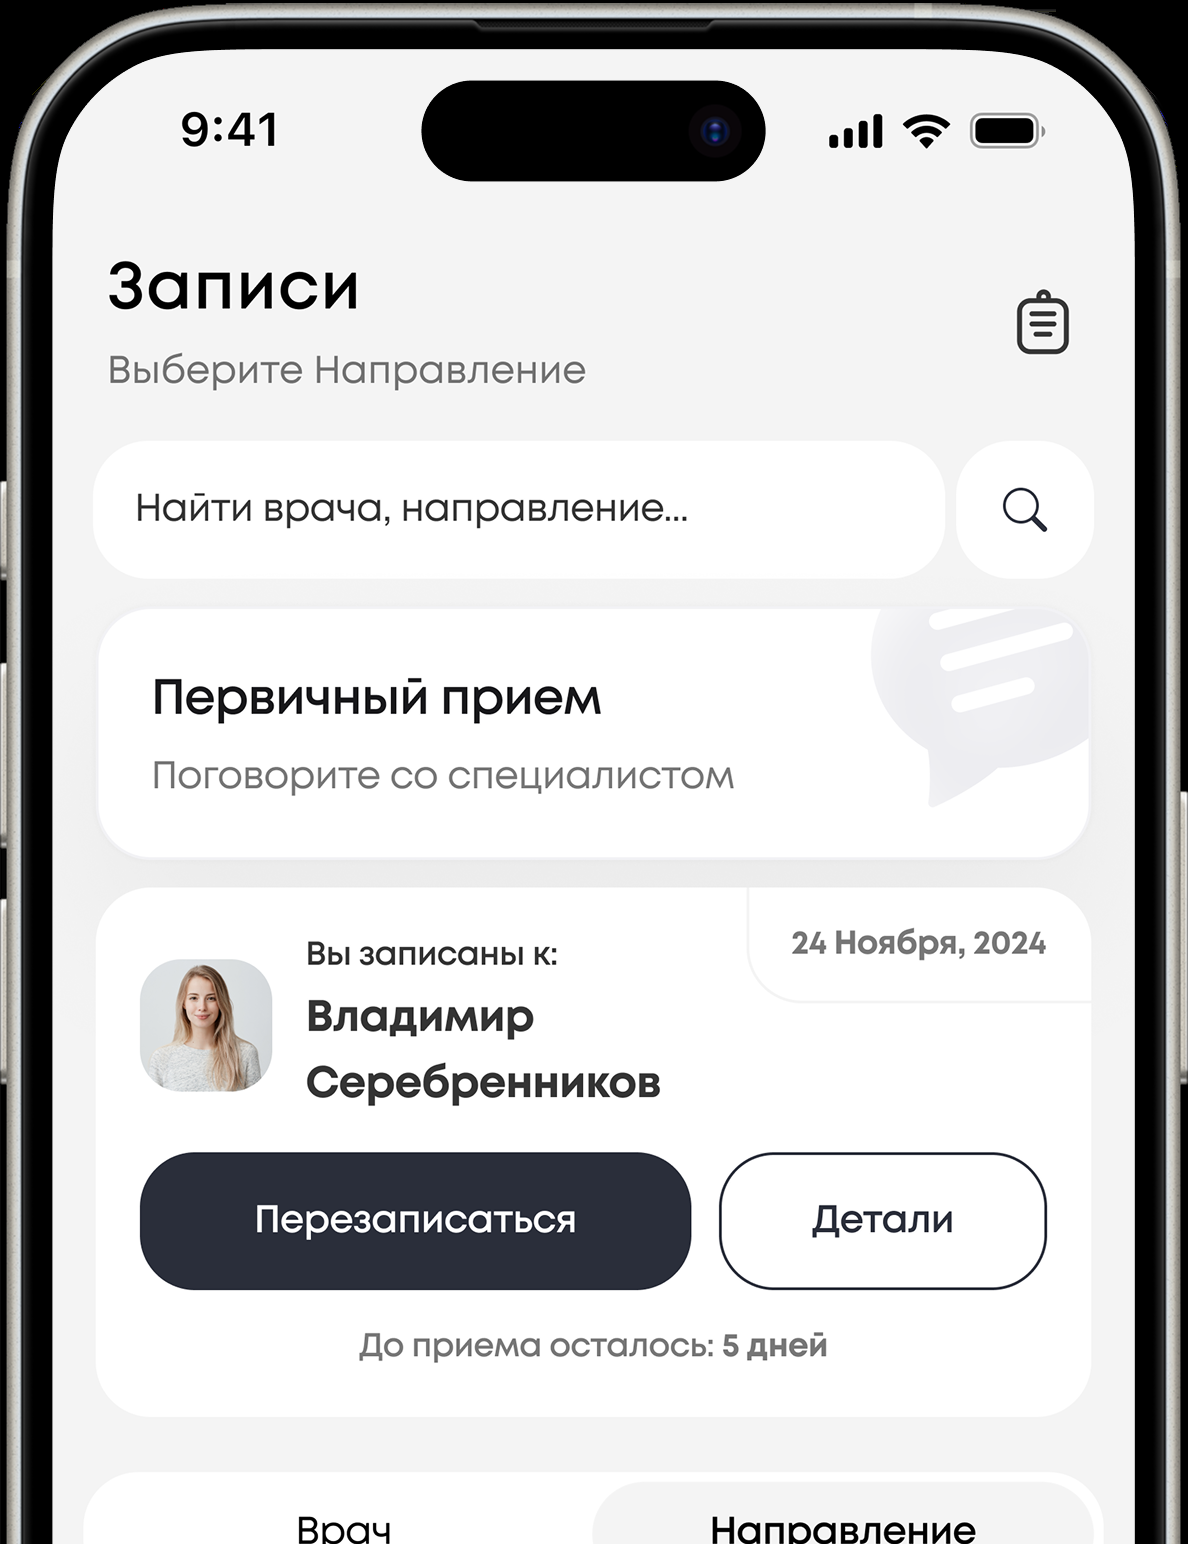 9:41
Записи
Выберите Направление
Найти врача, направление...
Первичный прием
Поговорите со специалистом
24 Ноября, 2024
Вы записаны к:
Владимир
Серебренников
Перезаписаться
Детали
До приема осталось: 5 дней
Врач
Направление